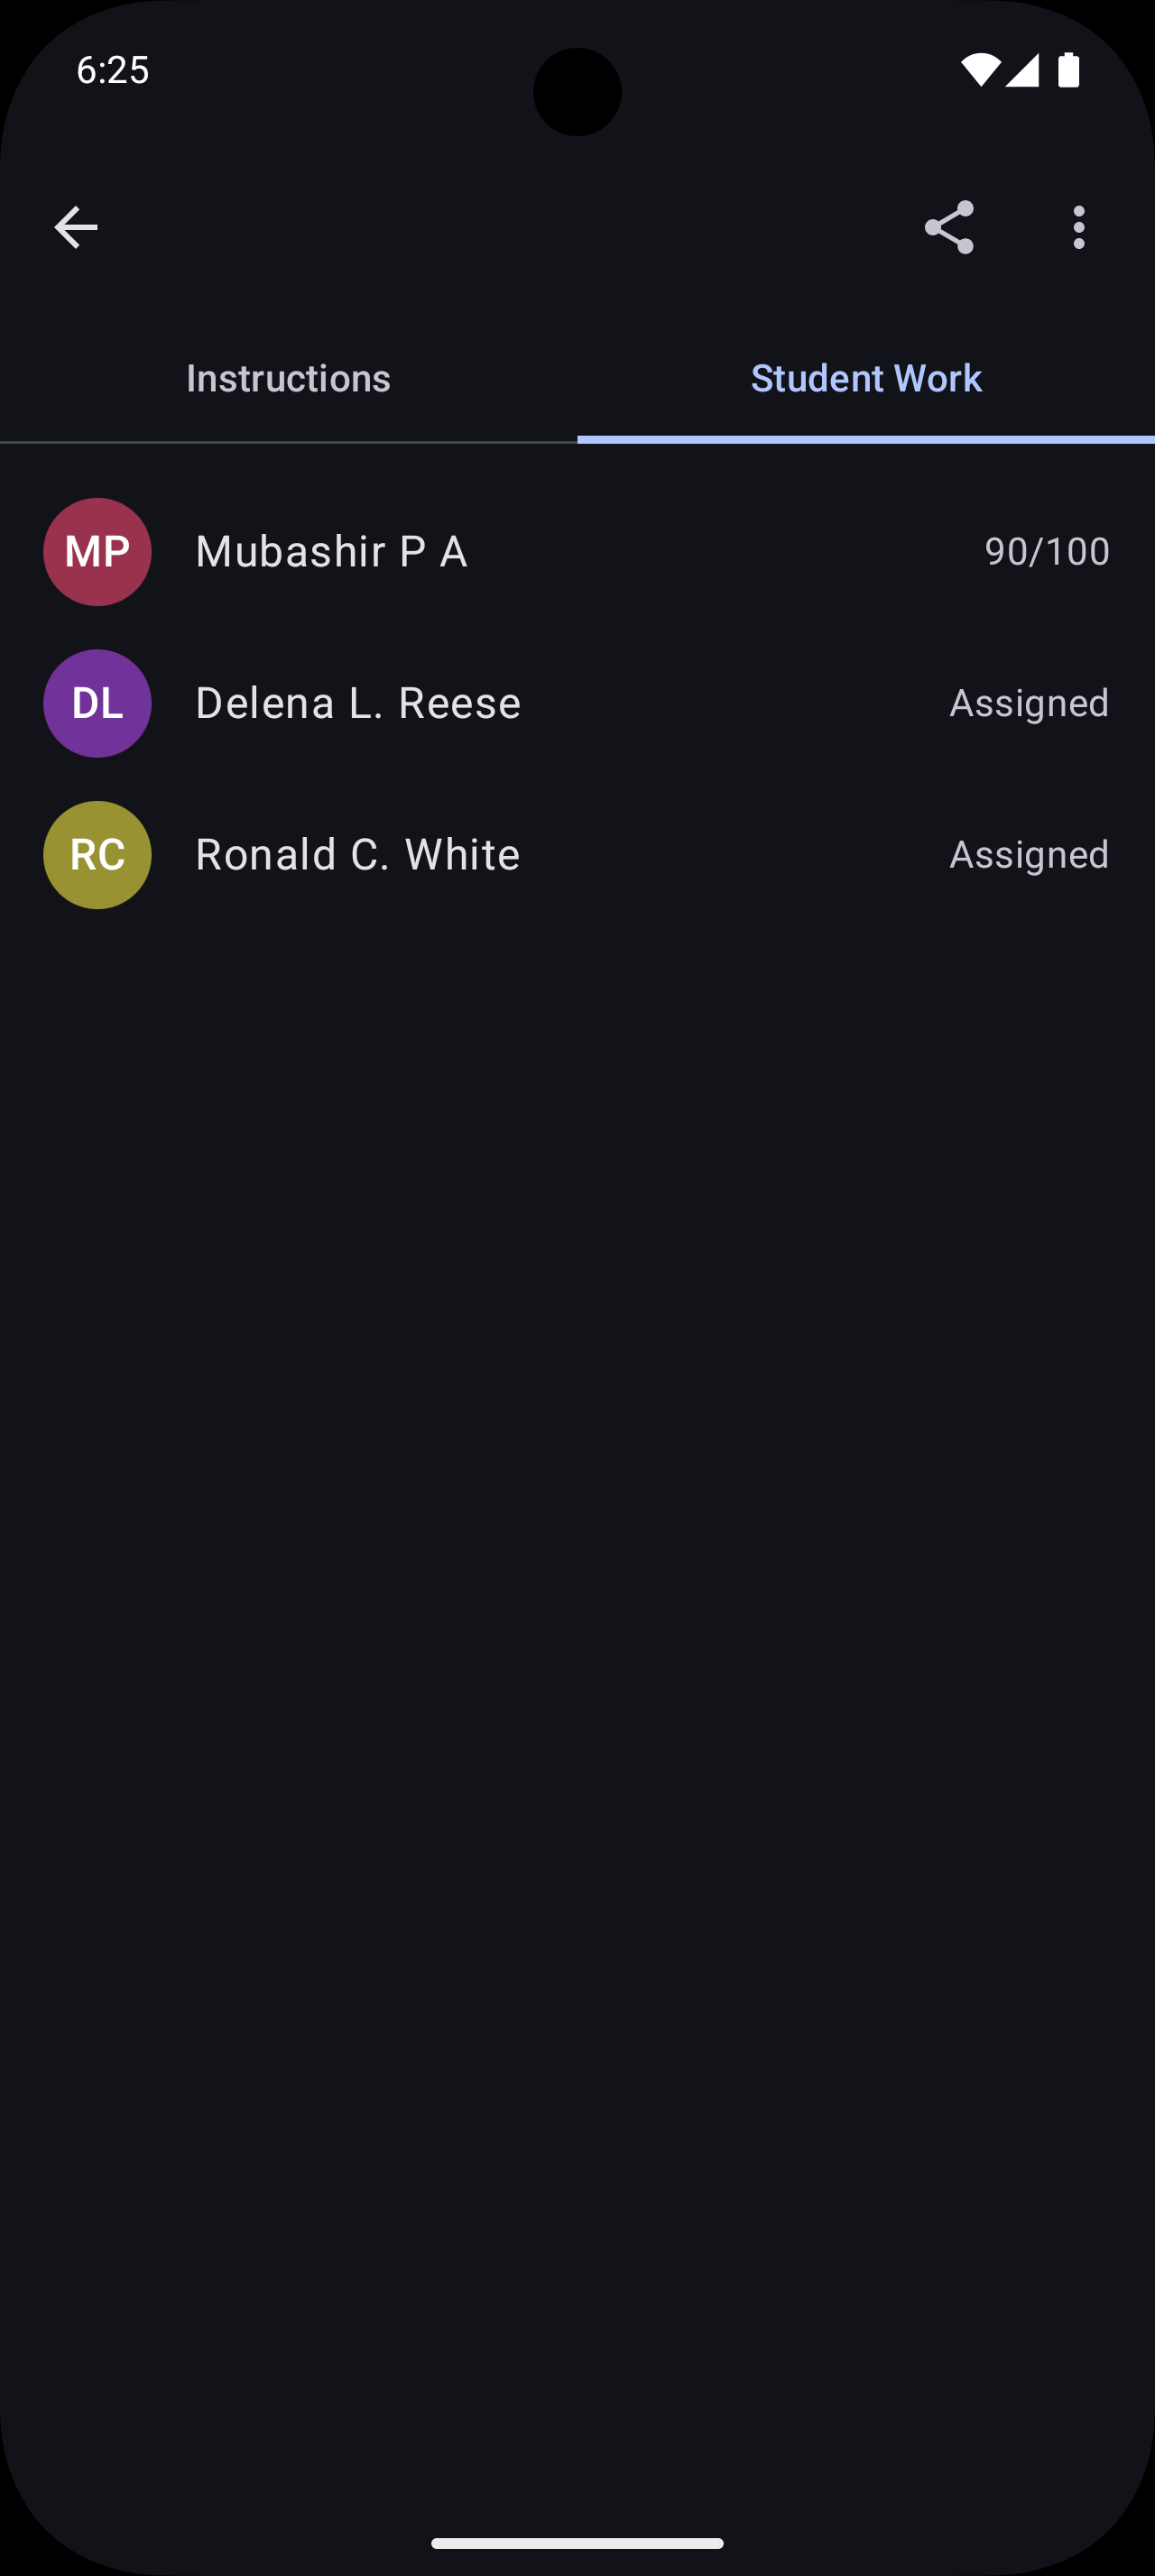 6:25
Instructions
Student Work
MP Mubashir P A 90/100
DL Delena L. Reese Assigned
RC Ronald C. White Assigned